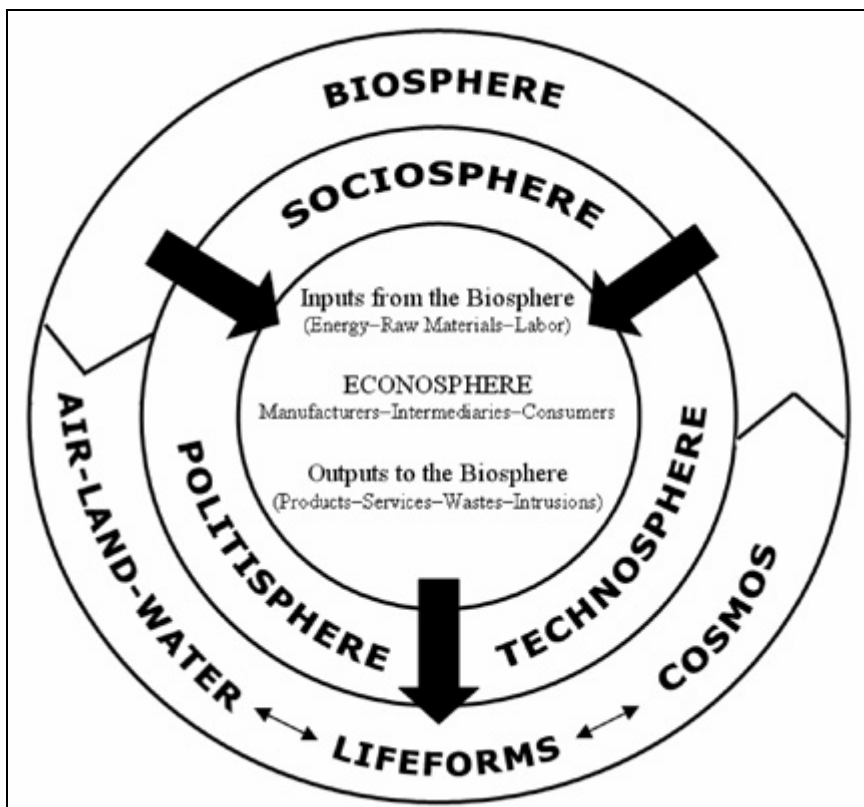 BIOSPHERE
SOCIOSPHERE
Inputs from the Biosphere
(Energy–Raw Materials–Labor)
ECONOSPHERE
Manufacturers–Intermediaries–Consumers
Outputs to the Biosphere
(Products–Services–Wastes–Intrusions)
POLITISPHERE
TECHNOSPHERE
AIR-LAND-WATER
LIFEFORMS
COSMOS